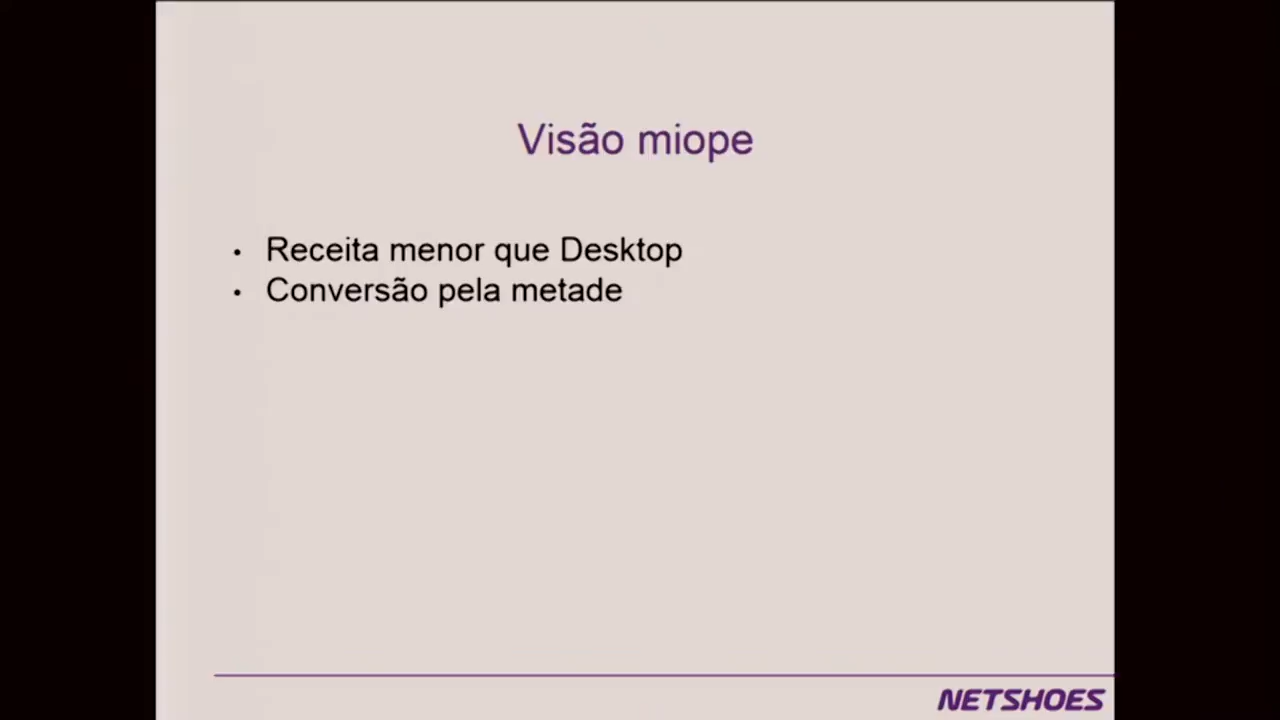 Visão miope
• Receita menor que Desktop
• Conversão pela metade
NETSHOES